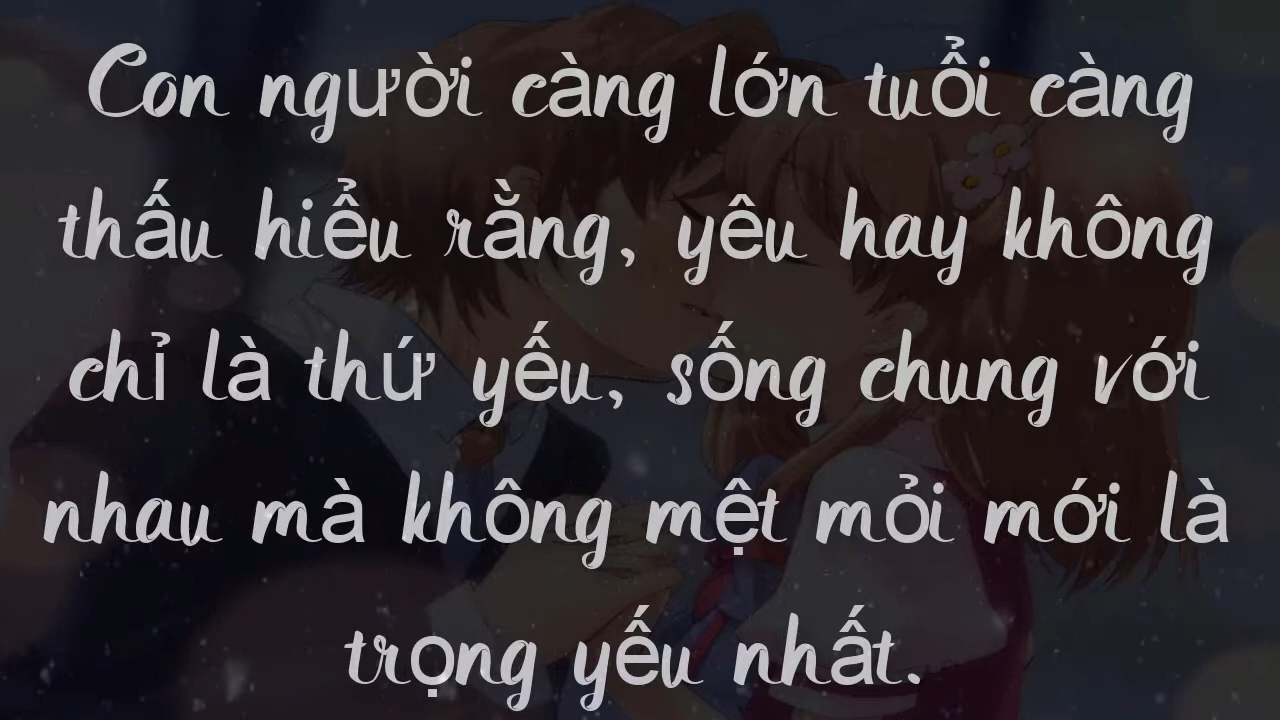 Con người càng lớn tuổi càng
thấu hiểu rằng, yêu hay không
chỉ là thứ yếu, sống chung với
nhau mà không mệt mỏi mới là
trọng yếu nhất.